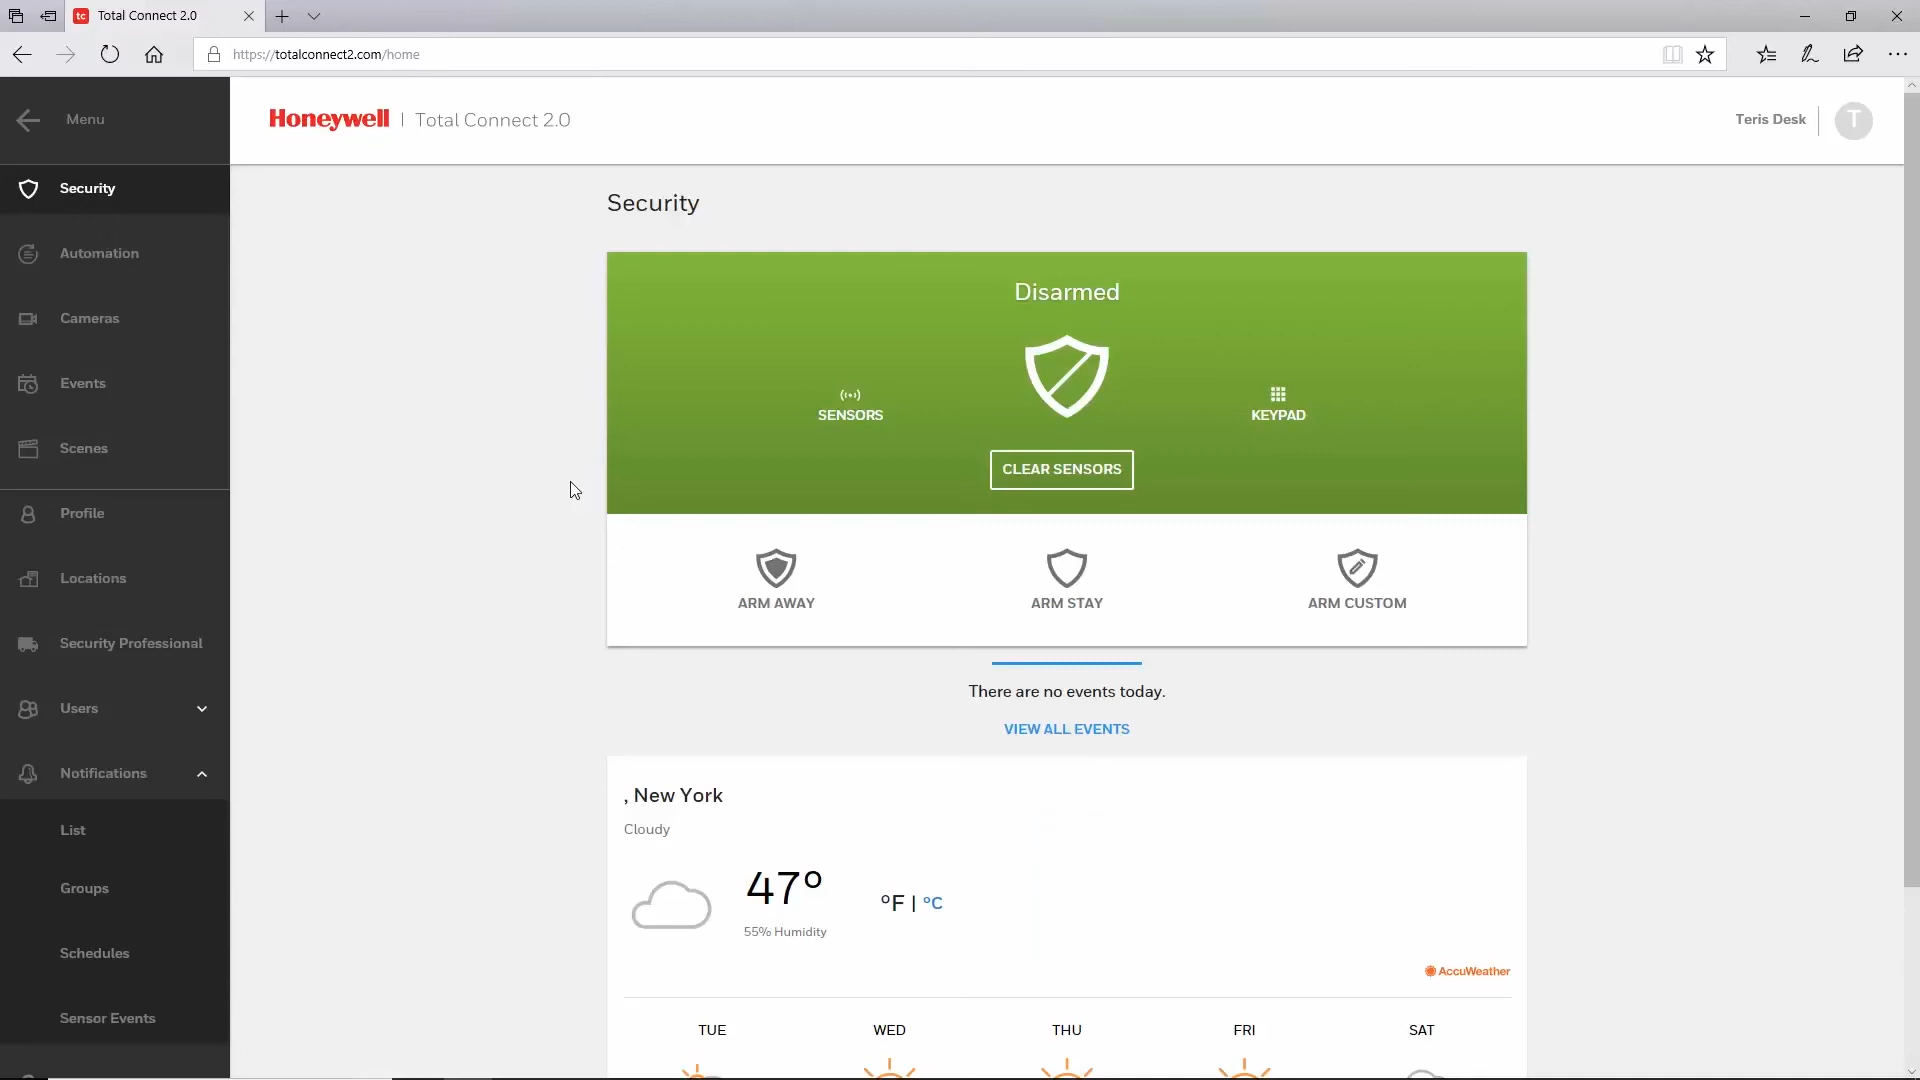 tc Total Connect 2.0
https://totalconnect2.com/home
Menu
Honeywell | Total Connect 2.0
Teris Desk
T
Security
Automation
Cameras
Events
Scenes
Profile
Locations
Security Professional
Users
Notifications
List
Groups
Schedules
Sensor Events
Security
Disarmed
SENSORS
KEYPAD
CLEAR SENSORS
ARM AWAY
ARM STAY
ARM CUSTOM
There are no events today.
VIEW ALL EVENTS
, New York
Cloudy
47°
°F | °C
55% Humidity
AccuWeather
TUE
WED
THU
FRI
SAT